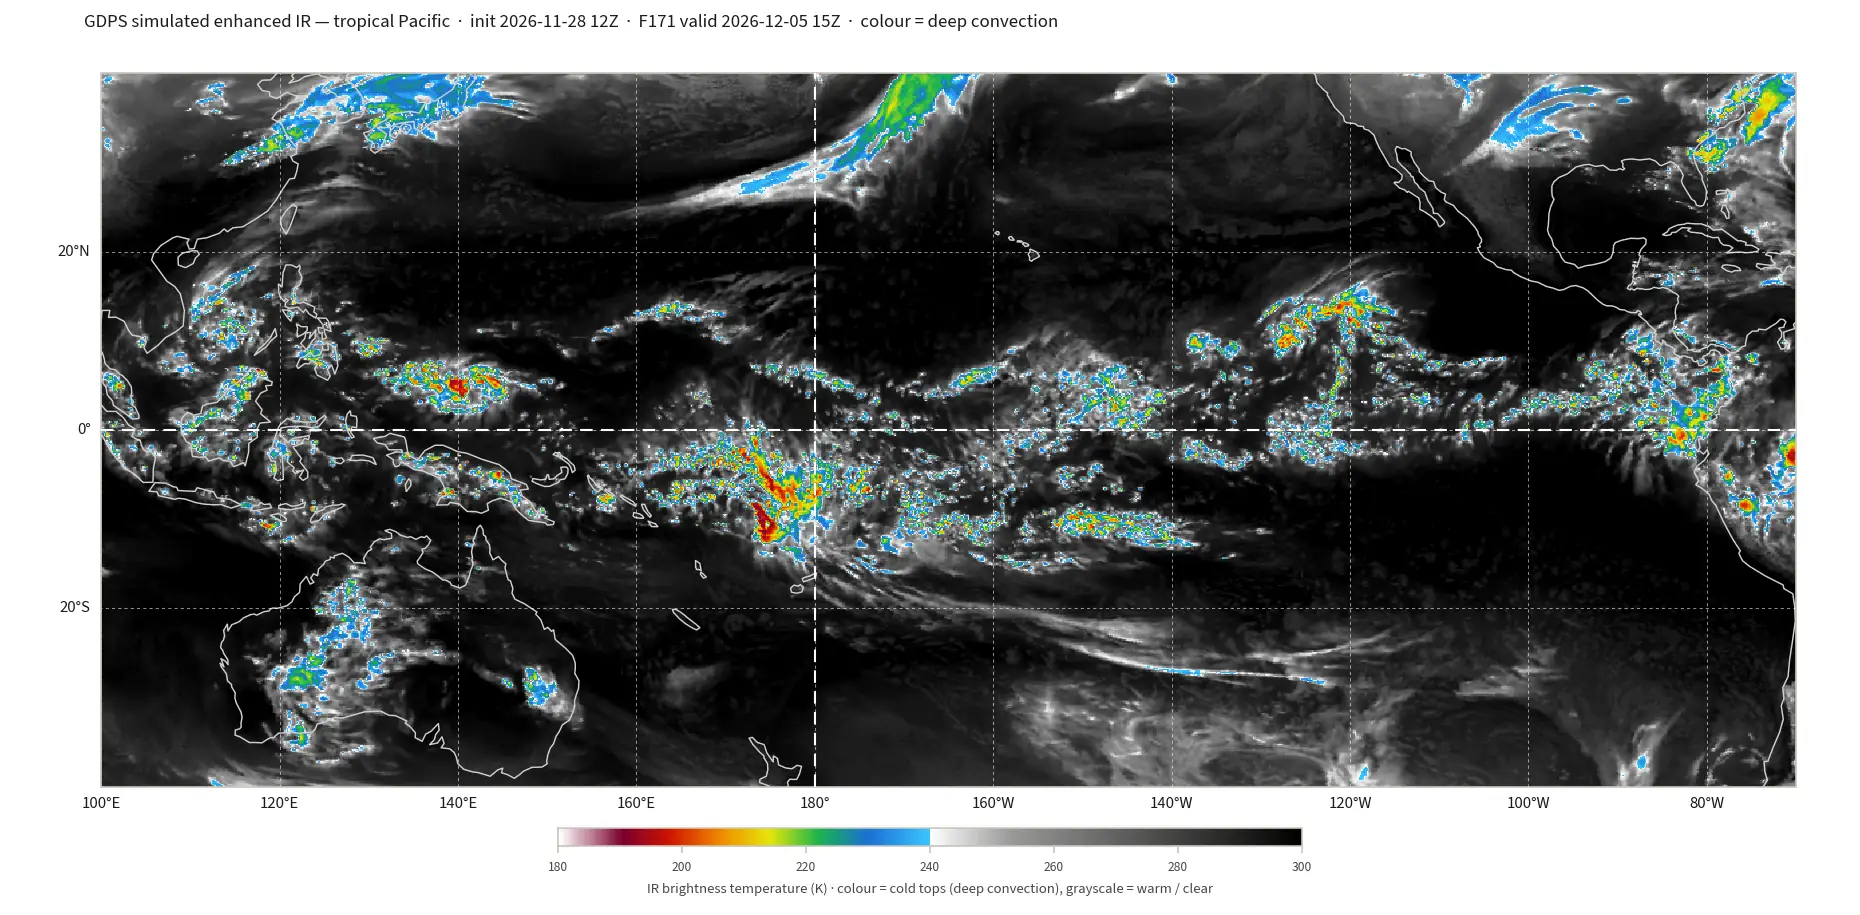 GDPS simulated enhanced IR — tropical Pacific · init 2026-11-28 12Z · F171 valid 2026-12-05 15Z · colour = deep convection
20°N
0°
20°S
100°E 120°E 140°E 160°E 180° 160°W 140°W 120°W 100°W 80°W
180 200 220 240 260 280 300
IR brightness temperature (K) · colour = cold tops (deep convection), grayscale = warm / clear